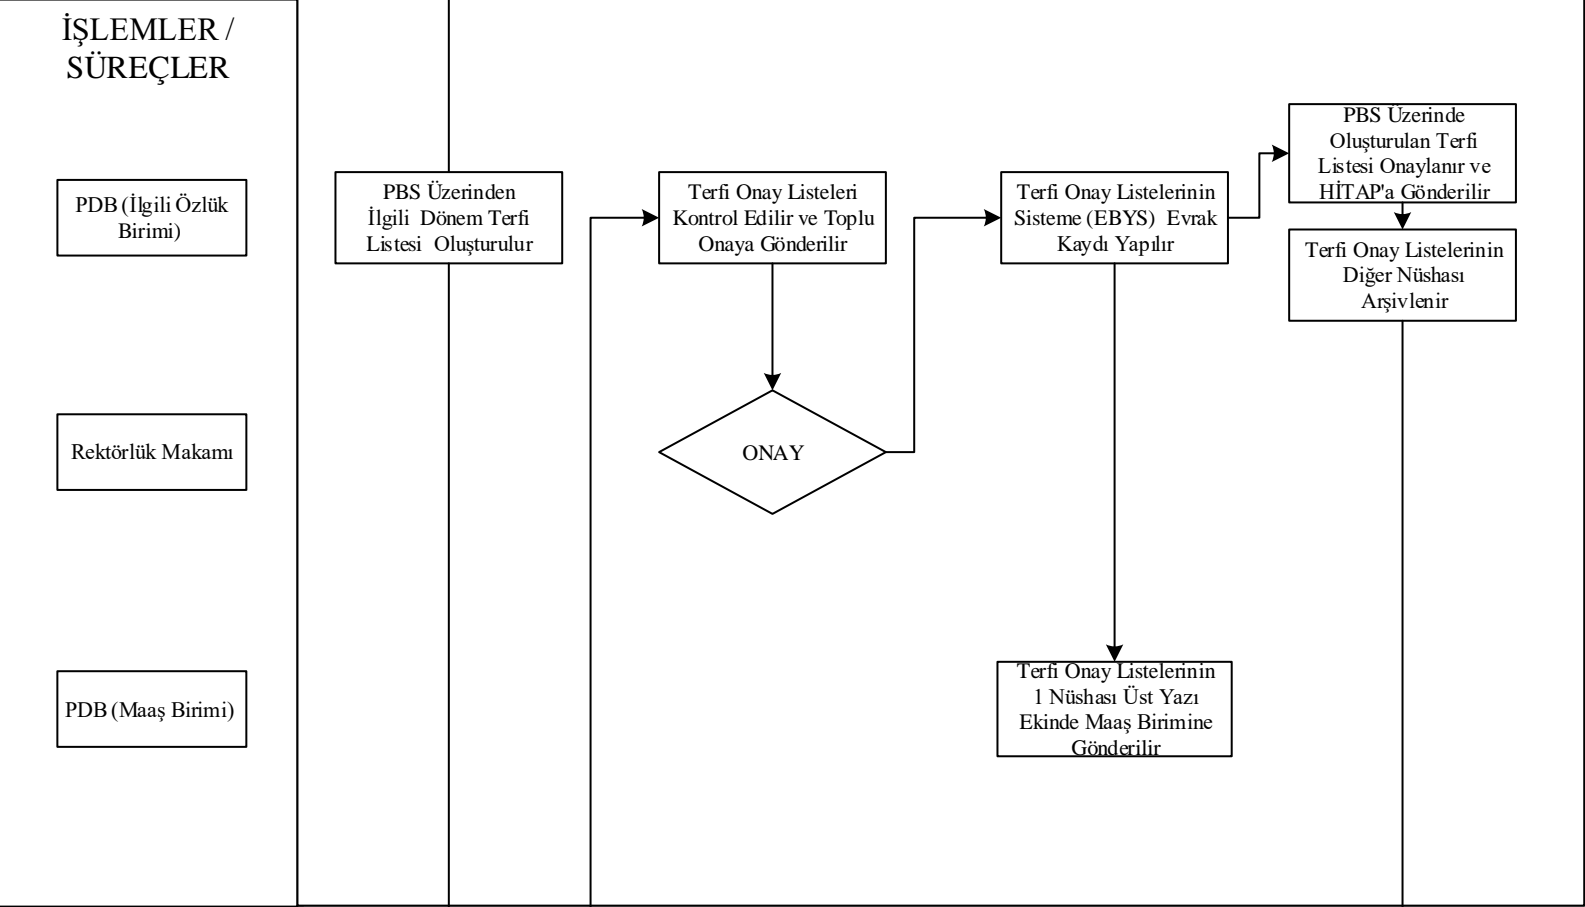 İŞLEMLER /
SÜREÇLER
PDB (İlgili Özlük
Birimi)
PBS Üzerinden
İlgili Dönem Terfi
Listesi Oluşturulur
Terfi Onay Listeleri
Kontrol Edilir ve Toplu
Onaya Gönderilir
Terfi Onay Listelerinin
Sisteme (EBYS) Evrak
Kaydı Yapılır
PBS Üzerinde
Oluşturulan Terfi
Listesi Onaylanır ve
HİTAP'a Gönderilir
Terfi Onay Listelerinin
Diğer Nüshası
Arşivlenir
Rektörlük Makamı
ONAY
PDB (Maaş Birimi)
Terfi Onay Listelerinin
1 Nüshası Üst Yazı
Ekinde Maaş Birimine
Gönderilir